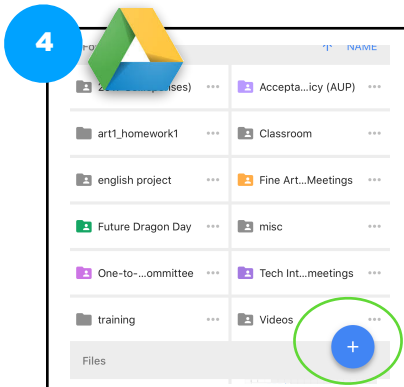 4
NAME
Accepta...icy (AUP)
art1_homework1
Classroom
english project
Fine Art...Meetings
Future Dragon Day
misc
One-to-...ommittee
Tech Int...meetings
training
Videos
+
Files